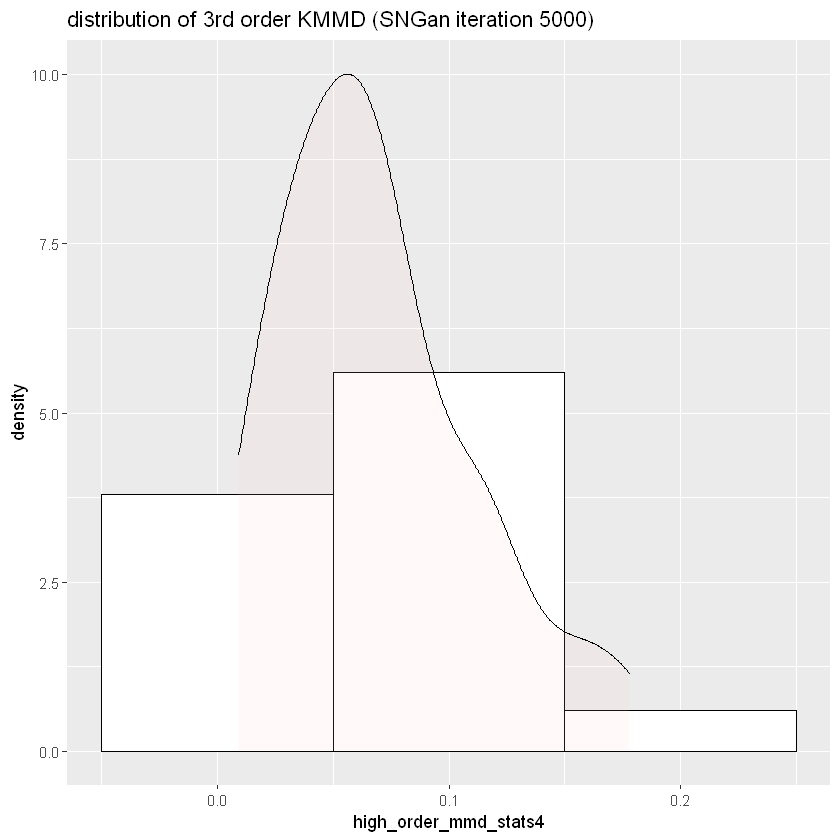 distribution of 3rd order KMMD (SNGan iteration 5000)
10.0
7.5
5.0
2.5
0.0
density
0.0 0.1 0.2
high_order_mmd_stats4